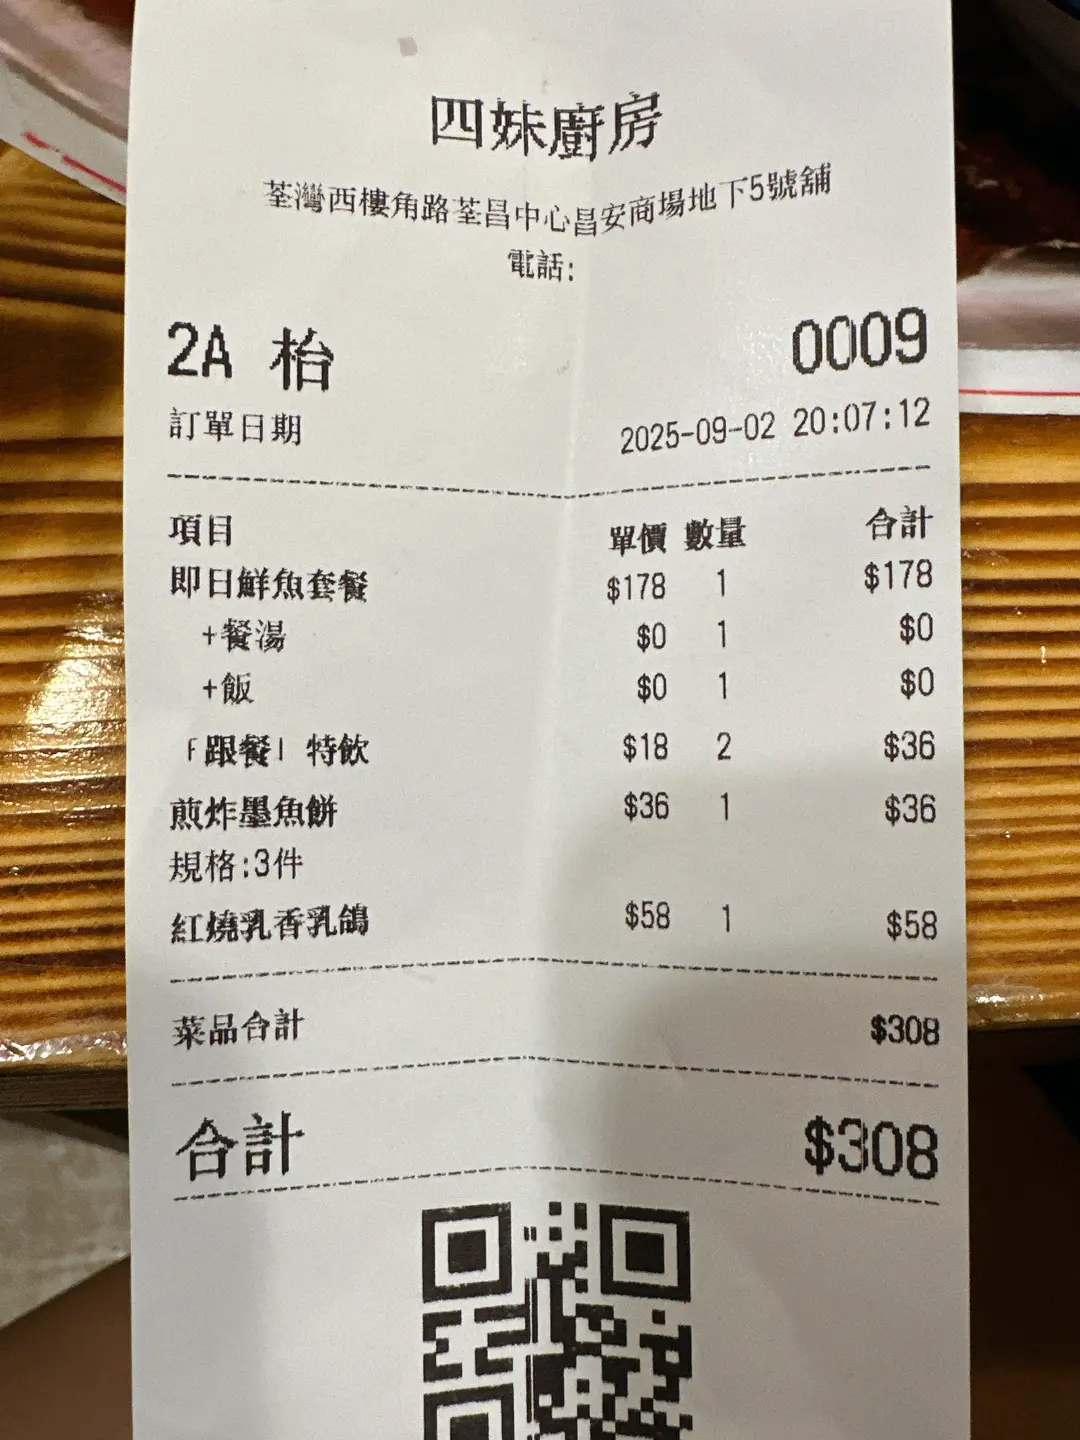 四妹廚房
荃灣西樓角路荃昌中心昌安商場地下5號舖
電話:
2A 枱 0009
訂單日期 2025-09-02 20:07:12
項目 單價 數量 合計
即日鮮魚套餐 $178 1 $178
+餐湯 $0 1 $0
+飯 $0 1 $0
「跟餐」特飲 $18 2 $36
煎炸墨魚餅 $36 1 $36
規格:3件
紅燒乳香乳鴿 $58 1 $58
菜品合計 $308
合計 $308